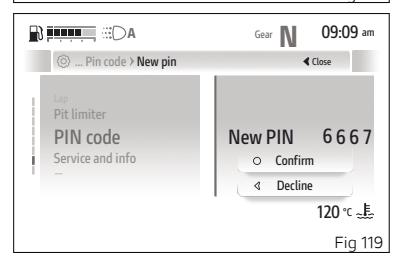 A Gear N 09:09 am
... Pin code > New pin Close
Lap
Pit limiter
PIN code
Service and info
...
New PIN 6667
Confirm
Decline
120 °C
Fig 119